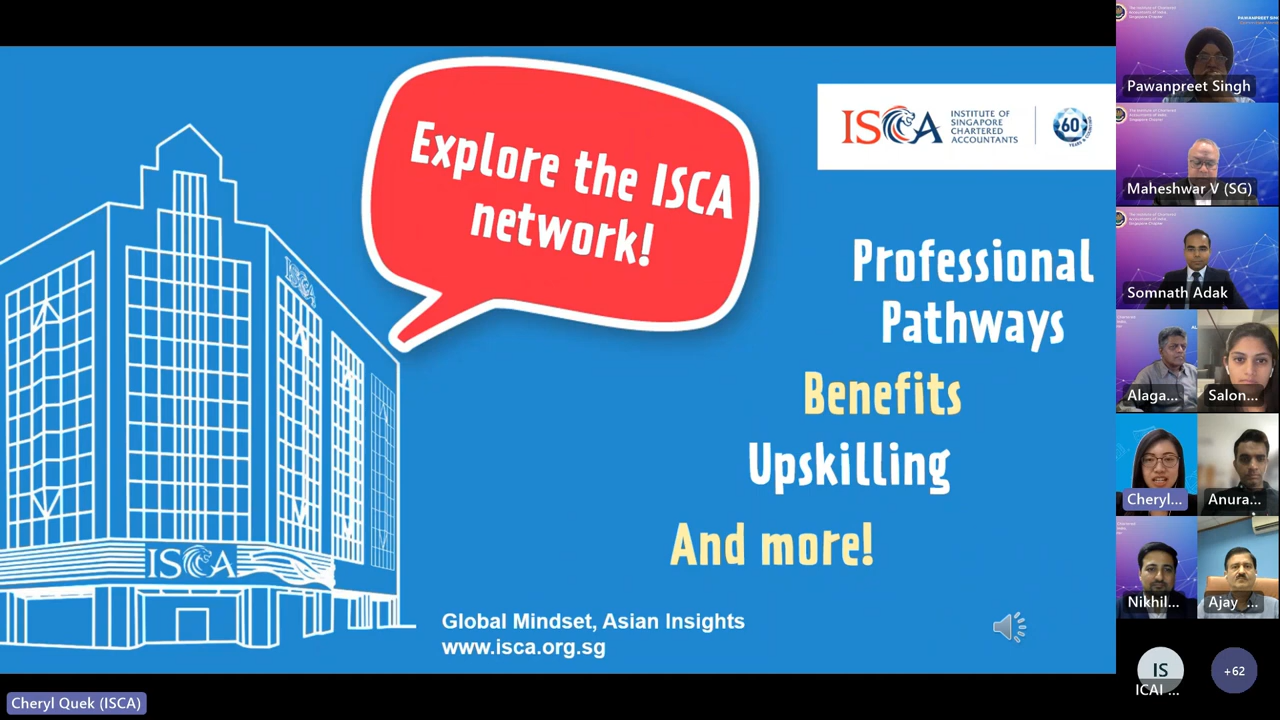 Explore the ISCA
network!
ISCA
INSTITUTE OF
SINGAPORE
CHARTERED
ACCOUNTANTS
60
Professional
Pathways
Benefits
Upskilling
And more!
ISCA
ISCA
Global Mindset, Asian Insights
www.isca.org.sg
Cheryl Quek (ISCA)
Pawanpreet Singh
Maheshwar V (SG)
Somnath Adak
Alaga...
Salon...
Cheryl...
Anura...
Nikhil...
Ajay ...
IS
ICAI ...
+62